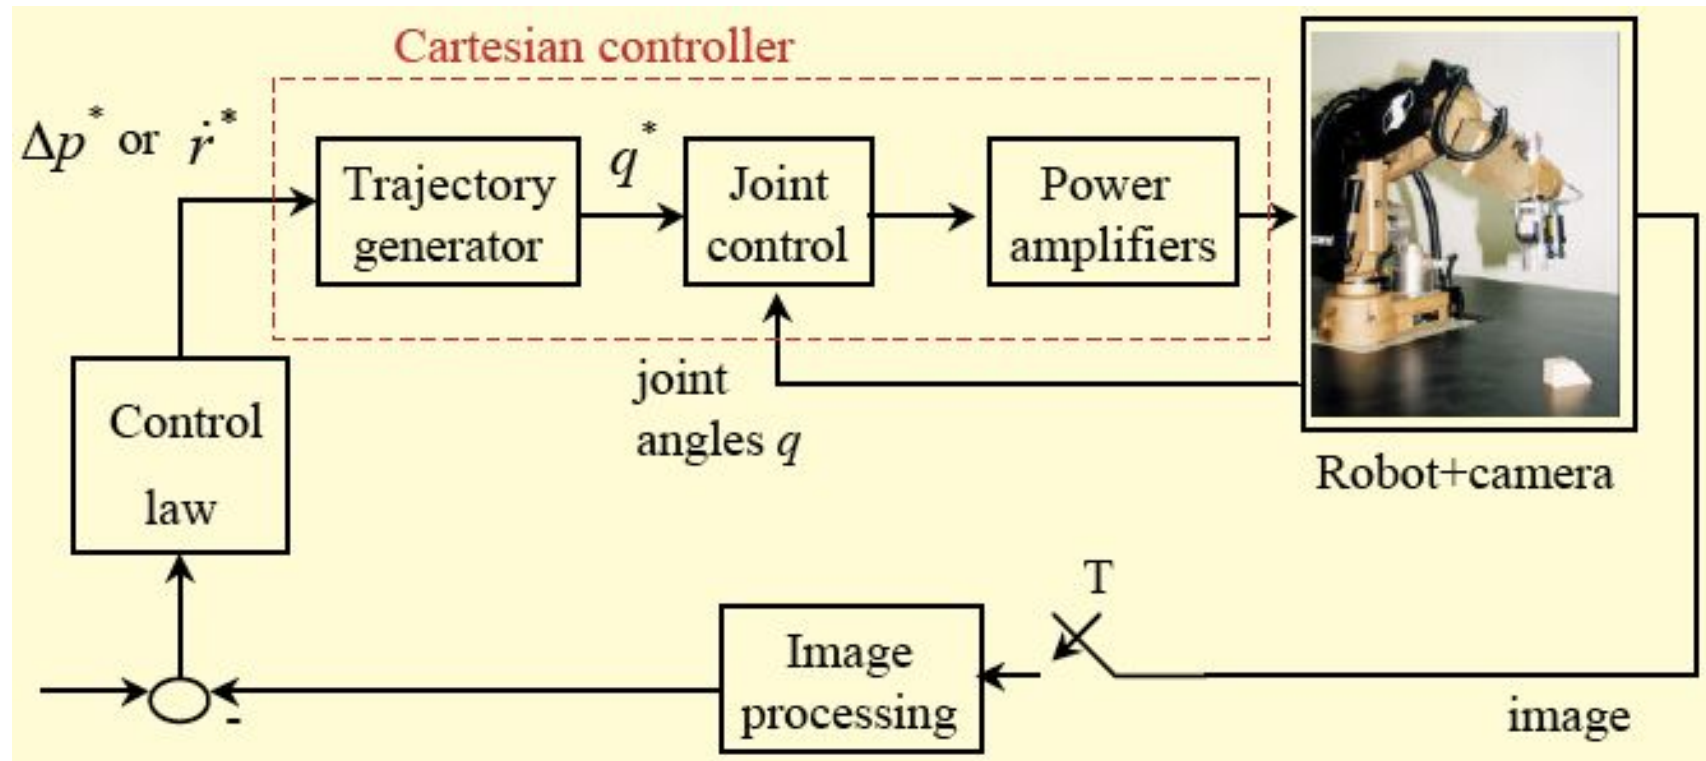 Cartesian controller
Δp* or ṙ*
Trajectory
generator
q*
Joint
control
Power
amplifiers
joint
angles q
Robot+camera
Control
law
T
Image
processing
-
image